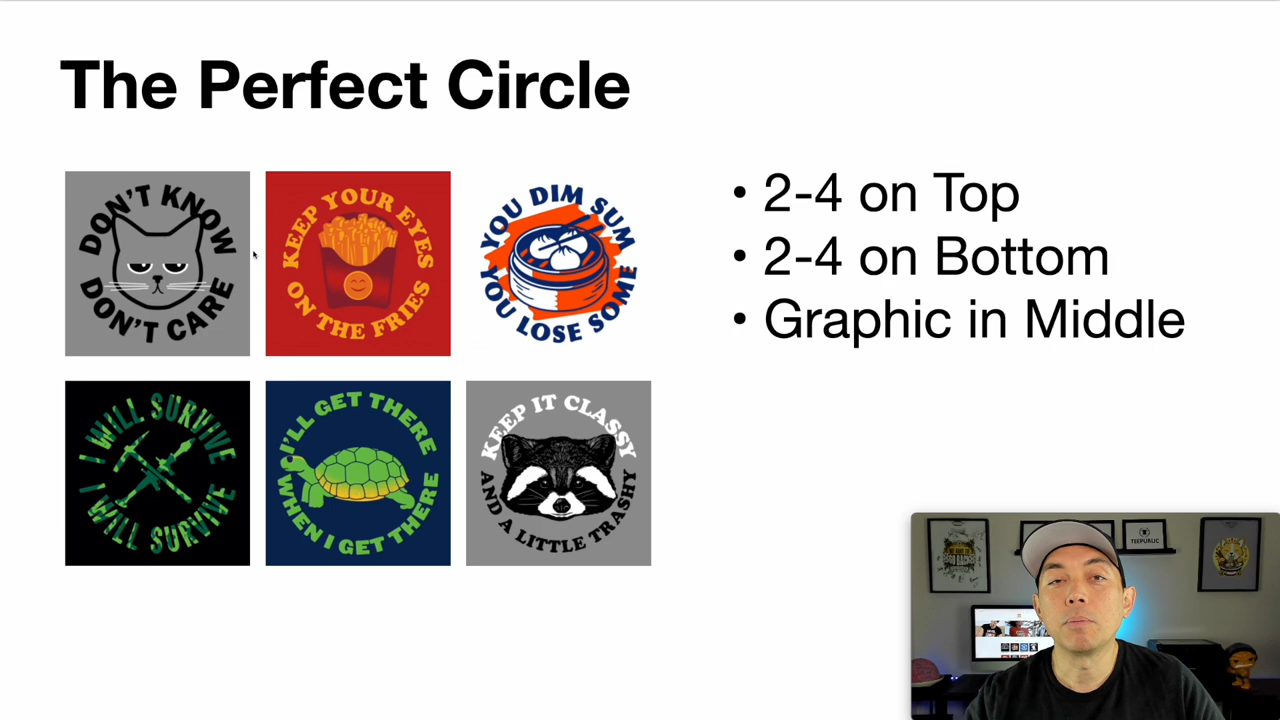 The Perfect Circle
DON'T KNOW
DON'T CARE
KEEP YOUR EYES
ON THE FRIES
YOU DIM SUM
YOU LOSE SOME
• 2-4 on Top
• 2-4 on Bottom
• Graphic in Middle
I WILL SURVIVE
I WILL SURVIVE
I'LL GET THERE
WHEN I GET THERE
KEEP IT CLASSY
AND A LITTLE TRASHY
TEEPUBLIC